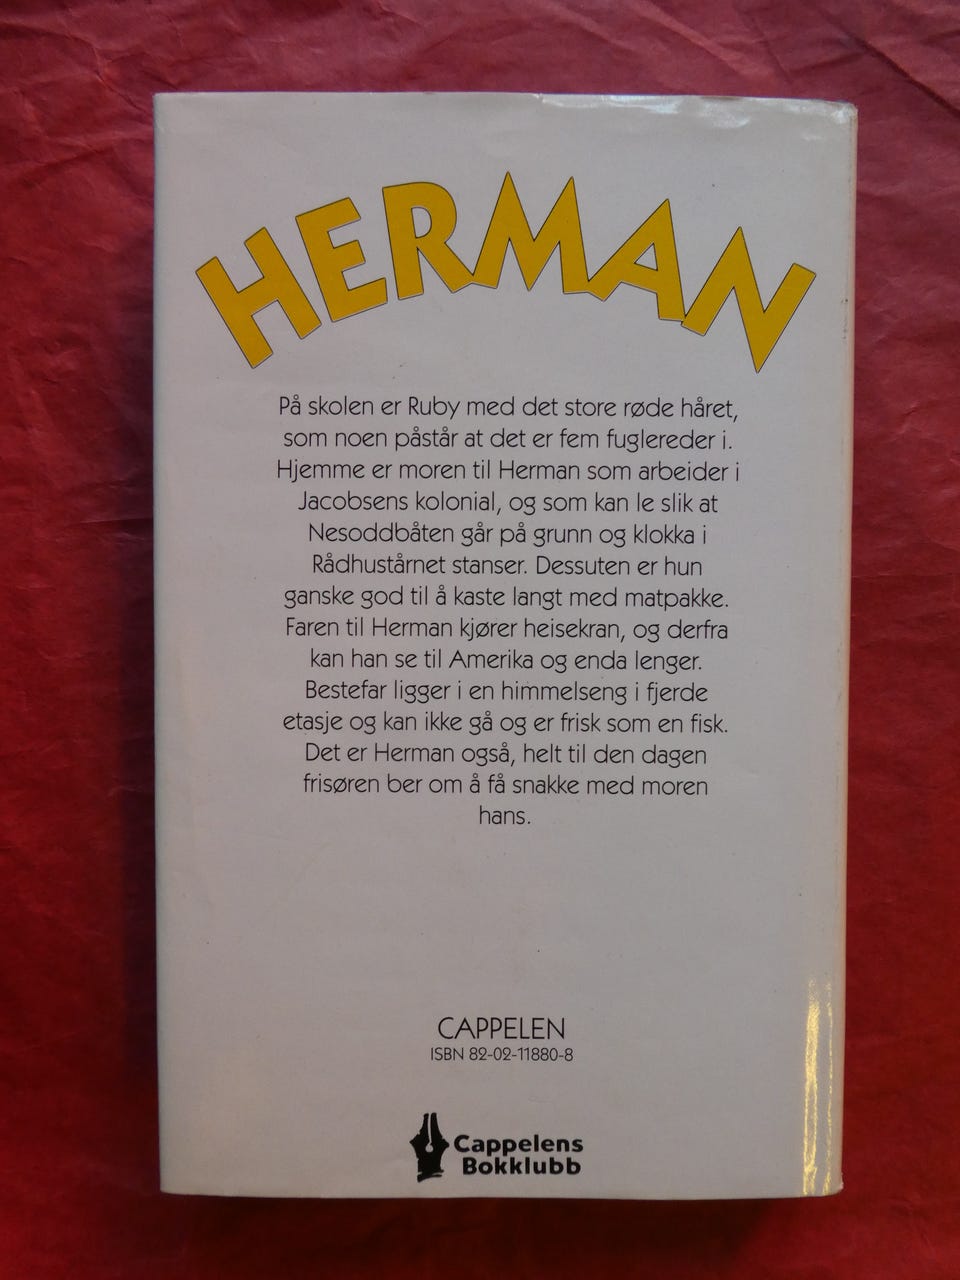 HERMAN
På skolen er Ruby med det store røde håret,
som noen påstår at det er fem fuglereder i.
Hjemme er moren til Herman som arbeider i
Jacobsens kolonial, og som kan le slik at
Nesoddbåten går på grunn og klokka i
Rådhustårnet stanser. Dessuten er hun
ganske god til å kaste langt med matpakke.
Faren til Herman kjører heisekran, og derfra
kan han se til Amerika og enda lenger.
Bestefar ligger i en himmelseng i fjerde
etasje og kan ikke gå og er frisk som en fisk.
Det er Herman også, helt til den dagen
frisøren ber om å få snakke med moren
hans.
CAPPELEN
ISBN 82-02-11880-8
Cappelens
Bokklubb